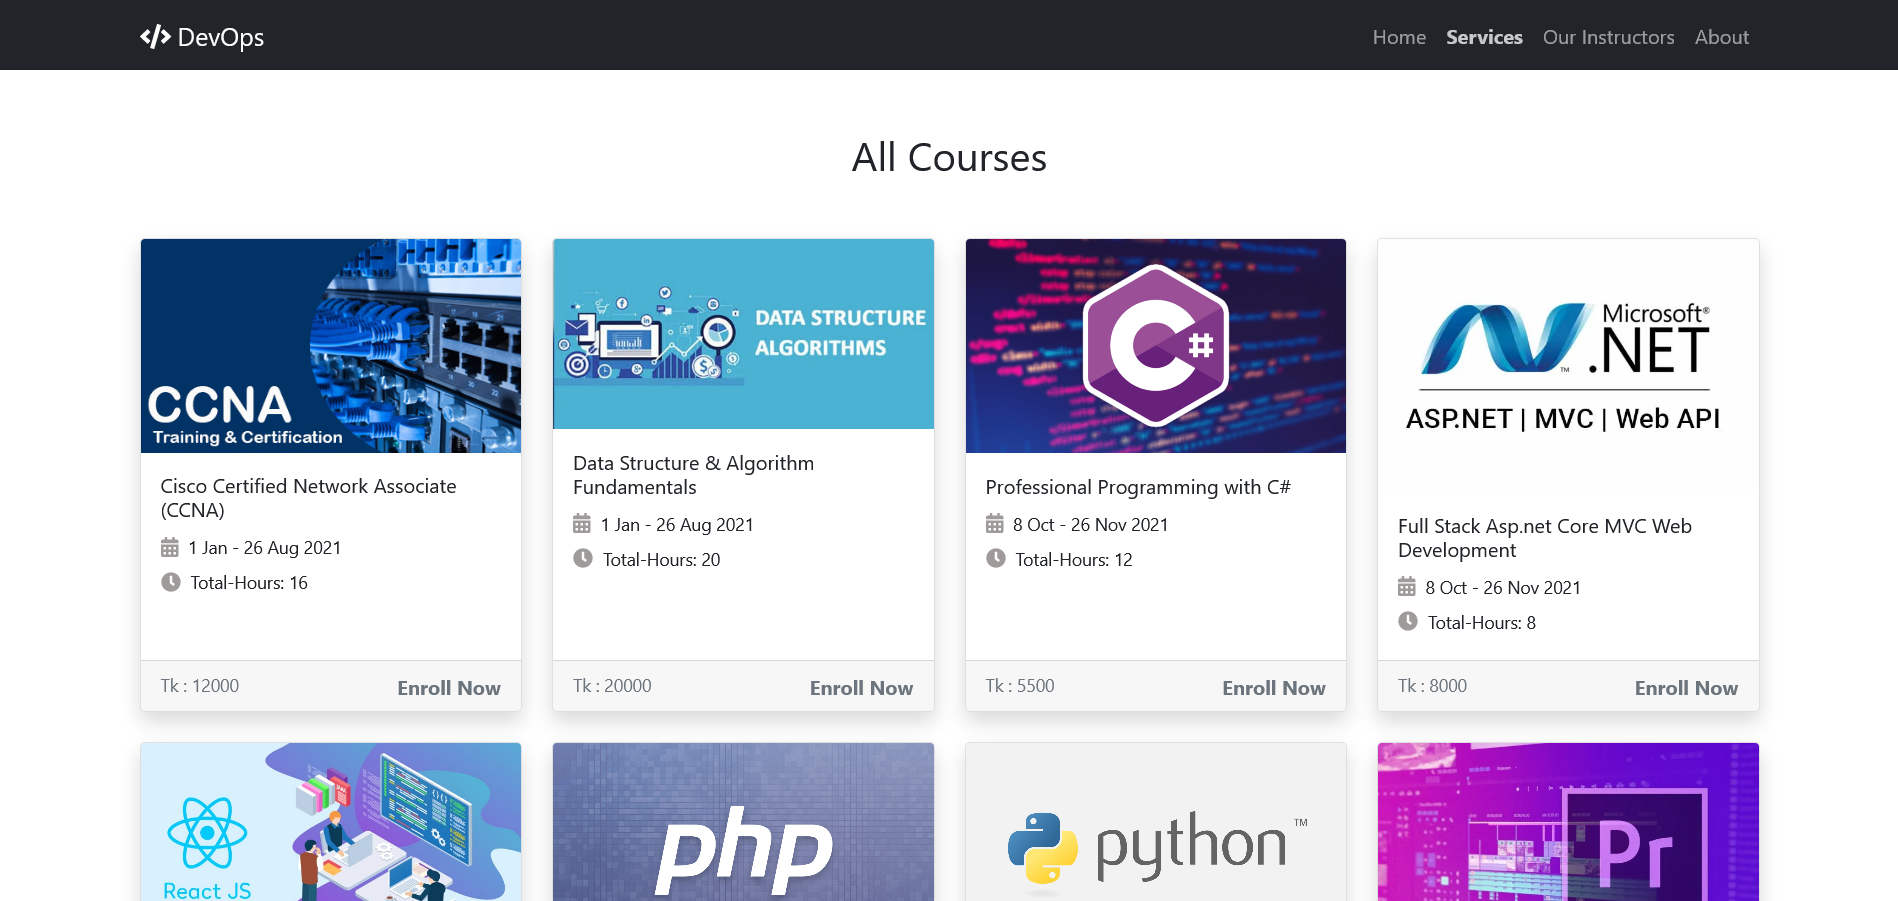 DevOps
Home Services Our Instructors About
All Courses
CCNA
Training & Certification
Cisco Certified Network Associate
(CCNA)
1 Jan - 26 Aug 2021
Total-Hours: 16
Tk : 12000 Enroll Now
DATA STRUCTURE
ALGORITHMS
Data Structure & Algorithm
Fundamentals
1 Jan - 26 Aug 2021
Total-Hours: 20
Tk : 20000 Enroll Now
C#
Professional Programming with C#
8 Oct - 26 Nov 2021
Total-Hours: 12
Tk : 5500 Enroll Now
Microsoft®
.NET
™
ASP.NET | MVC | Web API
Full Stack Asp.net Core MVC Web
Development
8 Oct - 26 Nov 2021
Total-Hours: 8
Tk : 8000 Enroll Now
React JS
php
python™
Pr